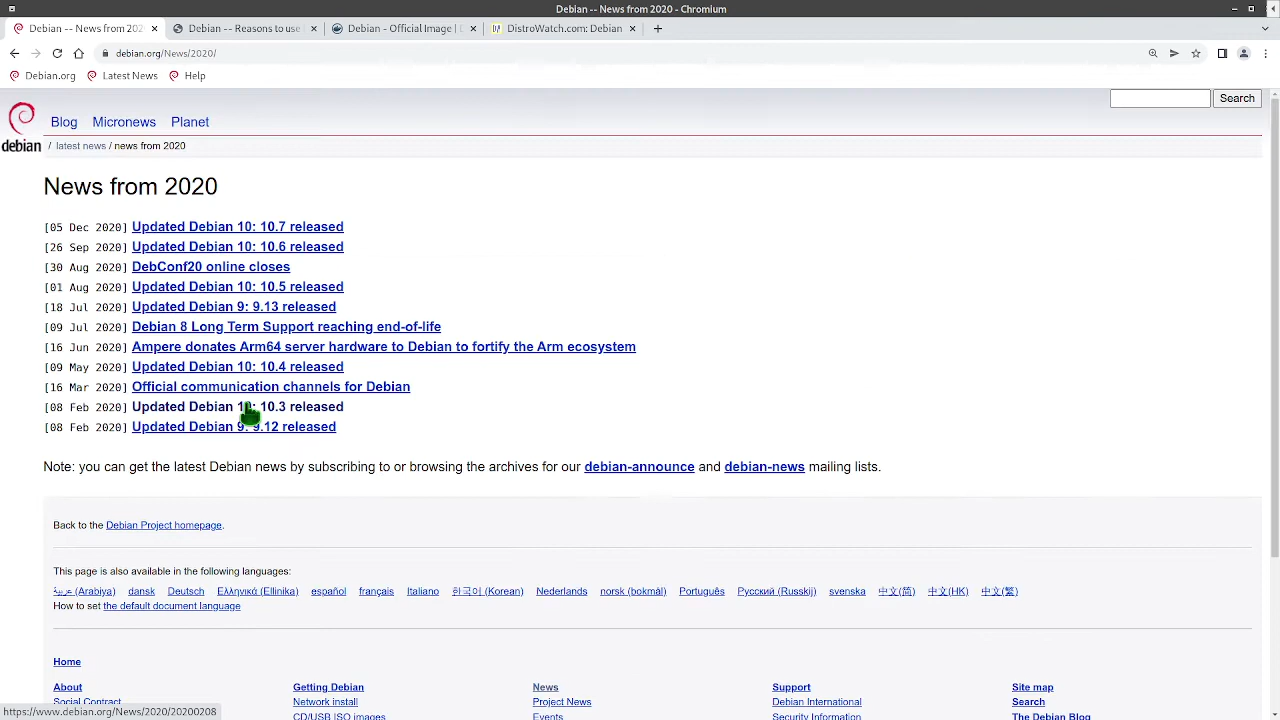 Debian -- News from 2020 - Chromium
Debian -- News from 202
Debian -- Reasons to use
Debian - Official Image |
DistroWatch.com: Debian
debian.org/News/2020/
Debian.org Latest News Help
Search
Blog Micronews Planet
debian / latest news / news from 2020
News from 2020
[05 Dec 2020] Updated Debian 10: 10.7 released
[26 Sep 2020] Updated Debian 10: 10.6 released
[30 Aug 2020] DebConf20 online closes
[01 Aug 2020] Updated Debian 10: 10.5 released
[18 Jul 2020] Updated Debian 9: 9.13 released
[09 Jul 2020] Debian 8 Long Term Support reaching end-of-life
[16 Jun 2020] Ampere donates Arm64 server hardware to Debian to fortify the Arm ecosystem
[09 May 2020] Updated Debian 10: 10.4 released
[16 Mar 2020] Official communication channels for Debian
[08 Feb 2020] Updated Debian 10: 10.3 released
[08 Feb 2020] Updated Debian 9: 9.12 released
Note: you can get the latest Debian news by subscribing to or browsing the archives for our debian-announce and debian-news mailing lists.
Back to the Debian Project homepage.
This page is also available in the following languages:
عربية (Arabiya) dansk Deutsch Ελληνικά (Ellinika) español français Italiano 한국어 (Korean) Nederlands norsk (bokmål) Português Русский (Russkij) svenska 中文(简) 中文(HK) 中文(繁)
How to set the default document language
Home
About Getting Debian News Support Site map
Social Contract Network install Project News Debian International Search
CD/USB ISO images Events Security Information The Debian Blog
https://www.debian.org/News/2020/20200208